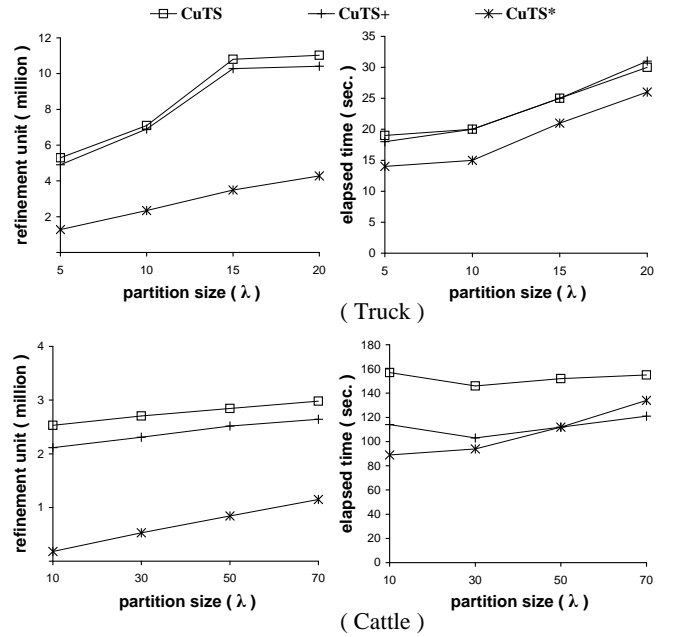 CuTS CuTS+ CuTS*
refinement unit ( million )
12
10
8
6
4
2
5 10 15 20
partition size ( λ )
elapsed time ( sec. )
35
30
25
20
15
10
5
0
5 10 15 20
partition size ( λ )
( Truck )
refinement unit ( million )
4
3
2
1
10 30 50 70
partition size ( λ )
elapsed time ( sec. )
180
160
140
120
100
80
60
40
20
0
10 30 50 70
partition size ( λ )
( Cattle )